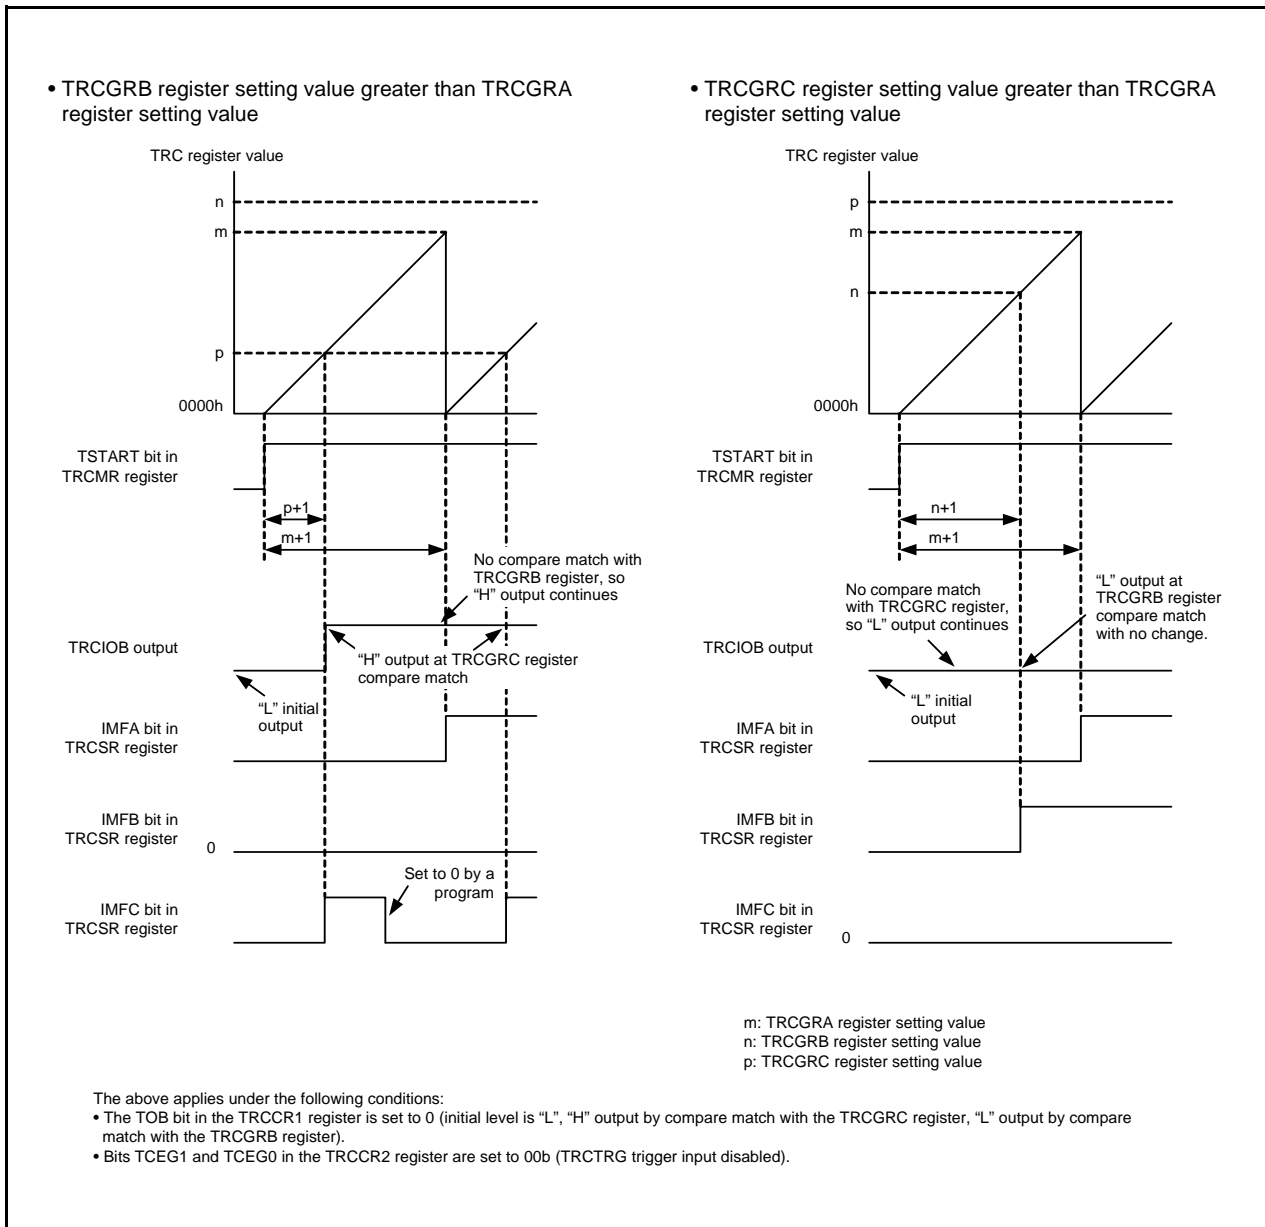 • TRCGRB register setting value greater than TRCGRA
register setting value
TRC register value
n
m
p
0000h
TSTART bit in
TRCMR register
p+1
m+1
No compare match with
TRCGRB register, so
“H” output continues
TRCIOB output
“H” output at TRCGRC register
compare match
“L” initial
output
IMFA bit in
TRCSR register
IMFB bit in
TRCSR register
0
Set to 0 by a
program
IMFC bit in
TRCSR register
• TRCGRC register setting value greater than TRCGRA
register setting value
TRC register value
p
m
n
0000h
TSTART bit in
TRCMR register
n+1
m+1
No compare match
with TRCGRC register,
so “L” output continues
“L” output at
TRCGRB register
compare match
with no change.
TRCIOB output
“L” initial
output
IMFA bit in
TRCSR register
IMFB bit in
TRCSR register
IMFC bit in
TRCSR register
0
m: TRCGRA register setting value
n: TRCGRB register setting value
p: TRCGRC register setting value
The above applies under the following conditions:
• The TOB bit in the TRCCR1 register is set to 0 (initial level is “L”, “H” output by compare match with the TRCGRC register, “L” output by compare
match with the TRCGRB register).
• Bits TCEG1 and TCEG0 in the TRCCR2 register are set to 00b (TRCTRG trigger input disabled).